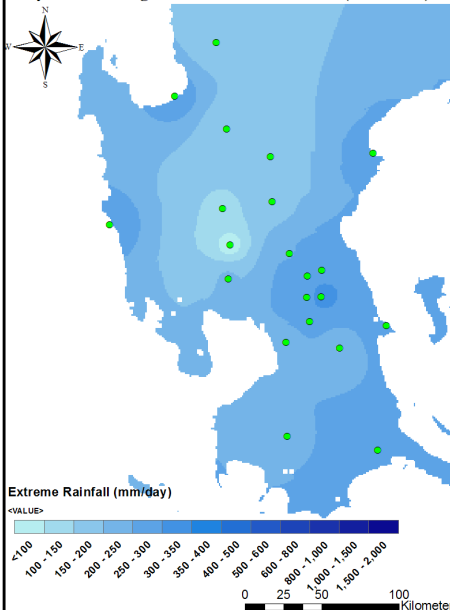 N
W E
S
Extreme Rainfall (mm/day)
<VALUE>
<100
100 - 150
150 - 200
200 - 250
250 - 300
300 - 350
350 - 400
400 - 500
500 - 600
600 - 800
800 - 1.000
1.000 - 1.500
1.500 - 2.000
0 25 50 100
Kilomete